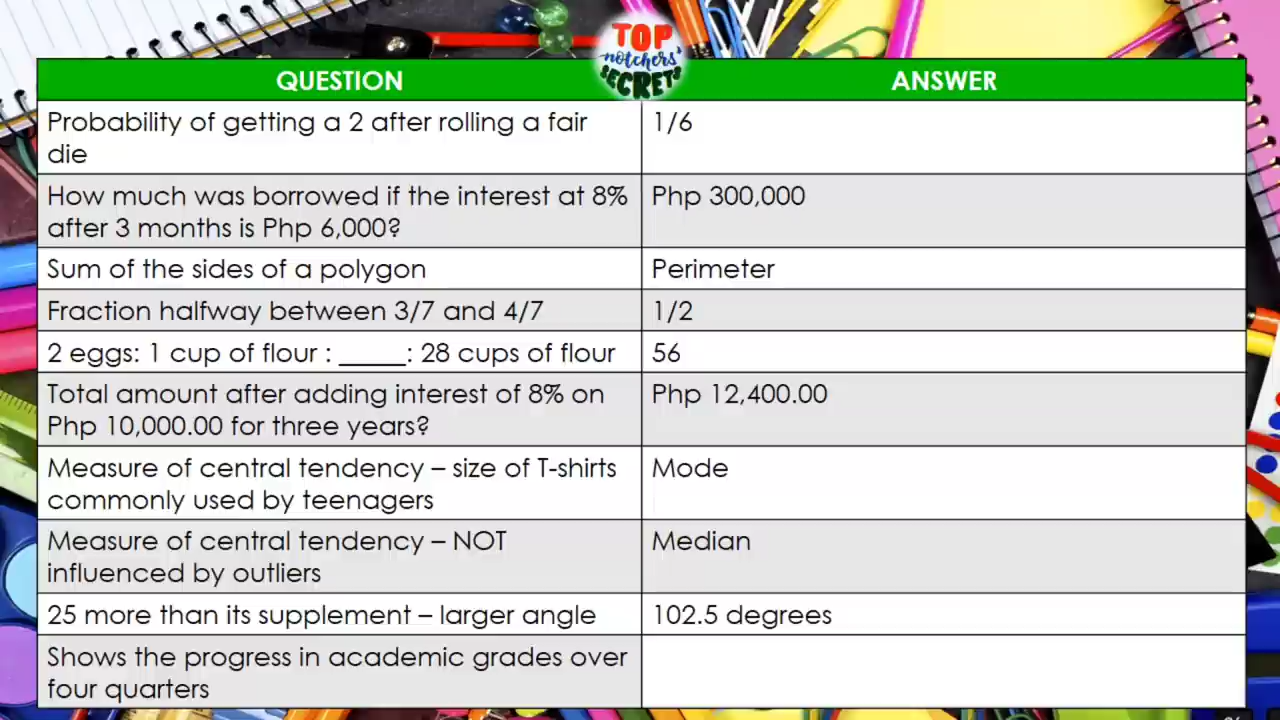 TOP
notchers'
SECRETS
QUESTION
ANSWER
Probability of getting a 2 after rolling a fair
die
1/6
How much was borrowed if the interest at 8%
after 3 months is Php 6,000?
Php 300,000
Sum of the sides of a polygon
Perimeter
Fraction halfway between 3/7 and 4/7
1/2
2 eggs: 1 cup of flour : _____: 28 cups of flour
56
Total amount after adding interest of 8% on
Php 10,000.00 for three years?
Php 12,400.00
Measure of central tendency – size of T-shirts
commonly used by teenagers
Mode
Measure of central tendency – NOT
influenced by outliers
Median
25 more than its supplement – larger angle
102.5 degrees
Shows the progress in academic grades over
four quarters